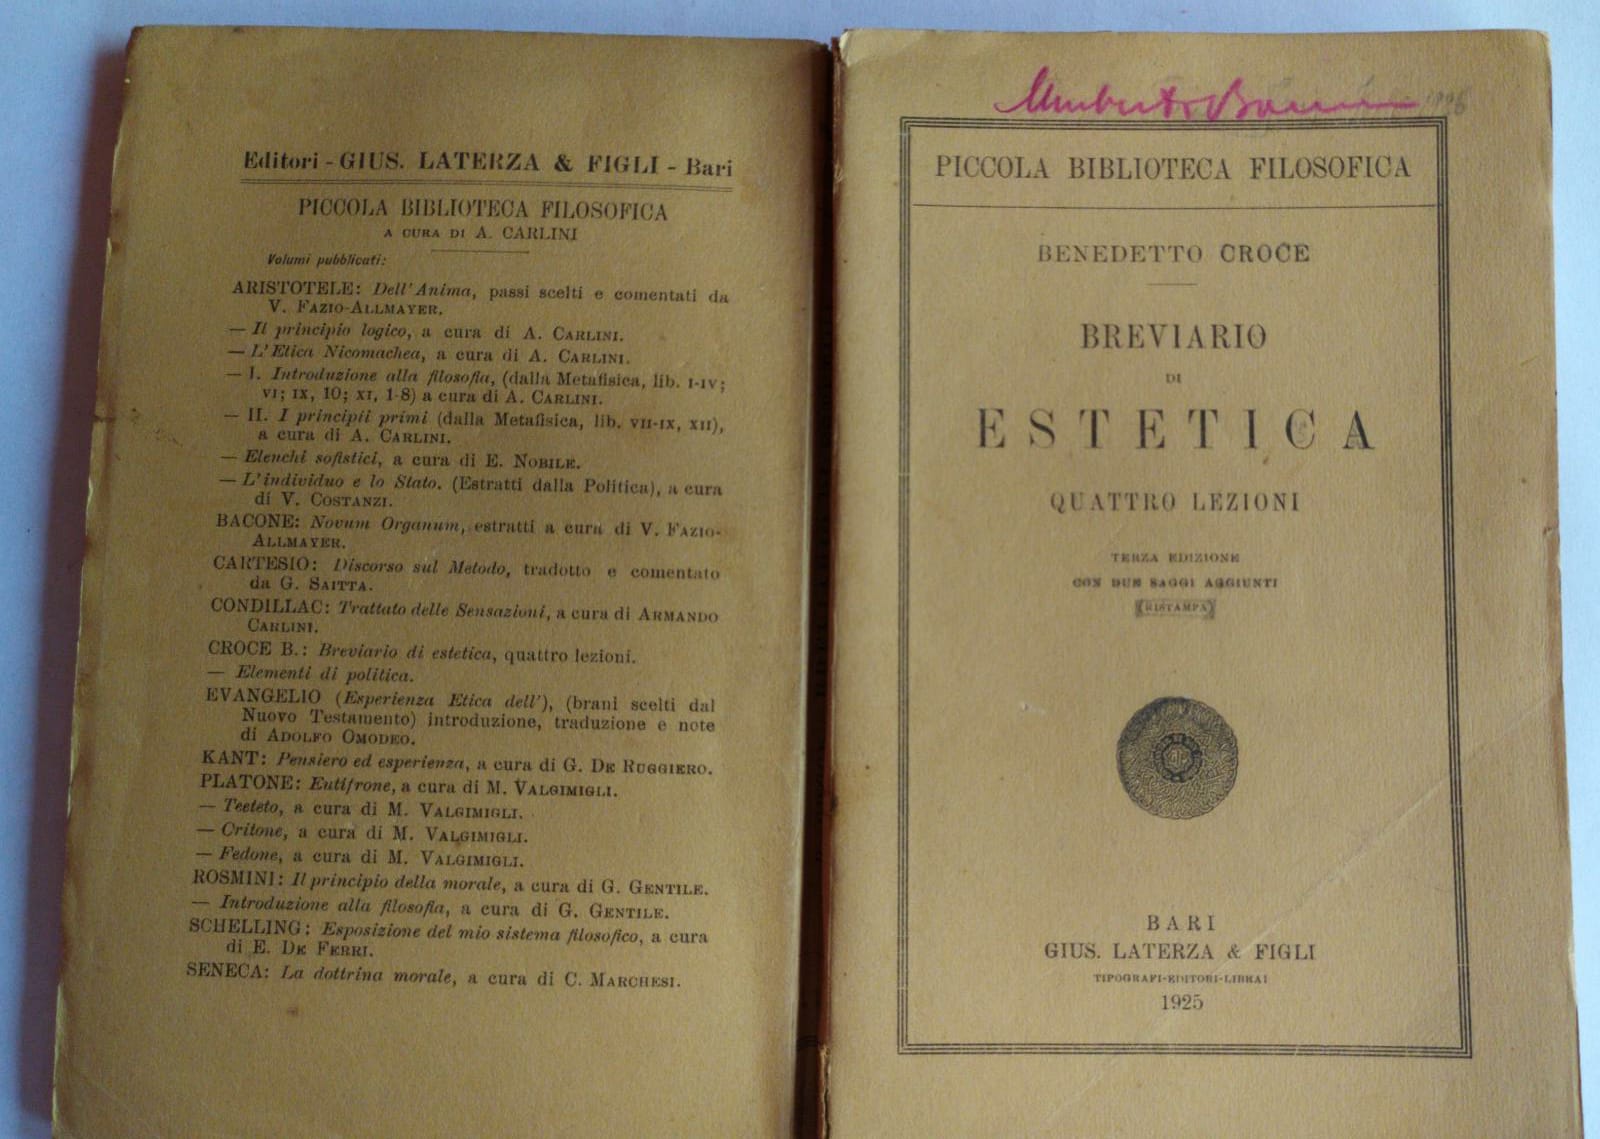 Editori - GIUS. LATERZA & FIGLI - Bari
PICCOLA BIBLIOTECA FILOSOFICA
A CURA DI A. CARLINI
Volumi pubblicati:
ARISTOTELE: Dell'Anima, passi scelti e comentati da
V. FAZIO-ALLMAYER.
— Il principio logico, a cura di A. CARLINI.
— L'Etica Nicomachea, a cura di A. CARLINI.
— I. Introduzione alla filosofia, (dalla Metafisica, lib. I-IV;
VI; IX, 10; XI, 1-8) a cura di A. CARLINI.
— II. I principii primi (dalla Metafisica, lib. VII-IX, XII),
a cura di A. CARLINI.
— Elenchi sofistici, a cura di E. NOBILE.
— L'individuo e lo Stato. (Estratti dalla Politica), a cura
di V. COSTANZI.
BACONE: Novum Organum, estratti a cura di V. FAZIO-
ALLMAYER.
CARTESIO: Discorso sul Metodo, tradotto e comentato
da G. SAITTA.
CONDILLAC: Trattato delle Sensazioni, a cura di ARMANDO
CARLINI.
CROCE B.: Breviario di estetica, quattro lezioni.
— Elementi di politica.
EVANGELIO (Esperienza Etica dell'), (brani scelti dal
Nuovo Testamento) introduzione, traduzione e note
di ADOLFO OMODEO.
KANT: Pensiero ed esperienza, a cura di G. DE RUGGIERO.
PLATONE: Eutifrone, a cura di M. VALGIMIGLI.
— Teeteto, a cura di M. VALGIMIGLI.
— Critone, a cura di M. VALGIMIGLI.
— Fedone, a cura di M. VALGIMIGLI.
ROSMINI: Il principio della morale, a cura di G. GENTILE.
— Introduzione alla filosofia, a cura di G. GENTILE.
SCHELLING: Esposizione del mio sistema filosofico, a cura
di E. DE FERRI.
SENECA: La dottrina morale, a cura di C. MARCHESI.
Umberto
PICCOLA BIBLIOTECA FILOSOFICA
BENEDETTO CROCE
BREVIARIO
DI
ESTETICA
QUATTRO LEZIONI
TERZA EDIZIONE
CON DUE SAGGI AGGIUNTI
(RISTAMPA)
BARI
GIUS. LATERZA & FIGLI
TIPOGRAFI-EDITORI-LIBRAI
1925